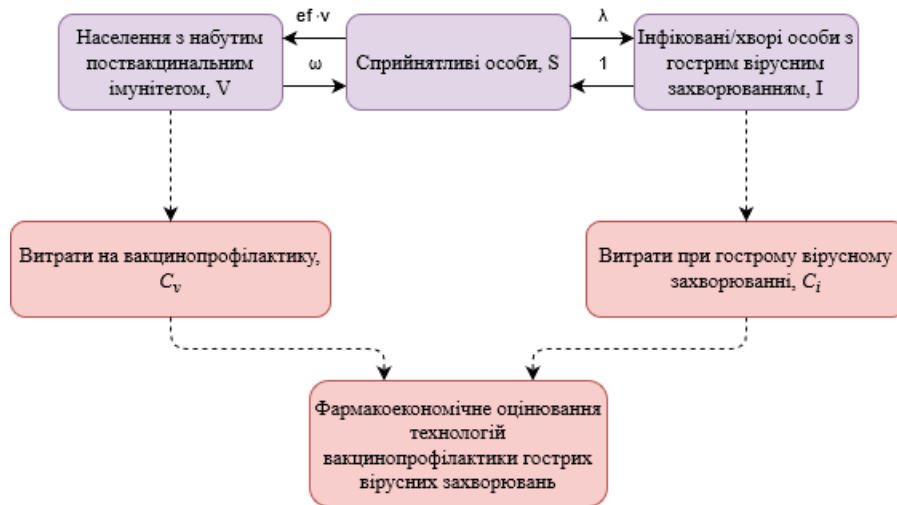 Населення з набутим
поствакцинальним
імунітетом, V
ef·v
ω
Сприйнятливі особи, S
λ
1
Інфіковані/хворі особи з
гострим вірусним
захворюванням, I
Витрати на вакцинопрофілактику,
C_v
Витрати при гострому вірусному
захворюванні, C_i
Фармакоекономічне оцінювання
технологій
вакцинопрофілактики гострих
вірусних захворювань